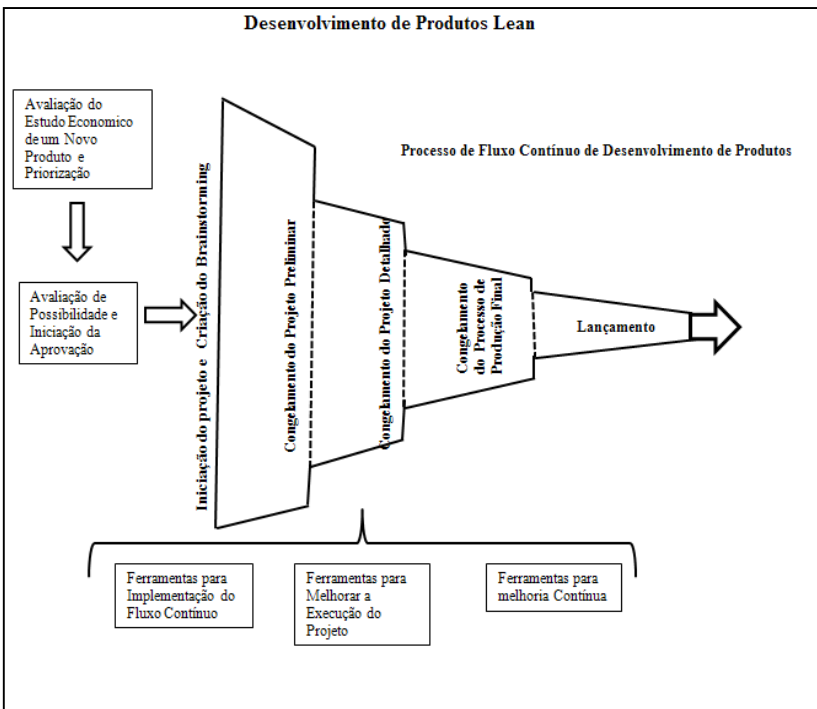 Desenvolvimento de Produtos Lean
Avaliação do
Estudo Economico
de um Novo
Produto e
Priorização
Processo de Fluxo Contínuo de Desenvolvimento de Produtos
Avaliação de
Possibilidade e
Iniciação da
Aprovação
Iniciação do projeto e Criação do Brainstorming
Congelamento do Projeto Preliminar
Congelamento do Projeto Detalhado
Congelamento
do Processo de
Produção Final
Lançamento
Ferramentas para
Implementação do
Fluxo Contínuo
Ferramentas para
Melhorar a
Execução do
Projeto
Ferramentas para
melhoria Contínua